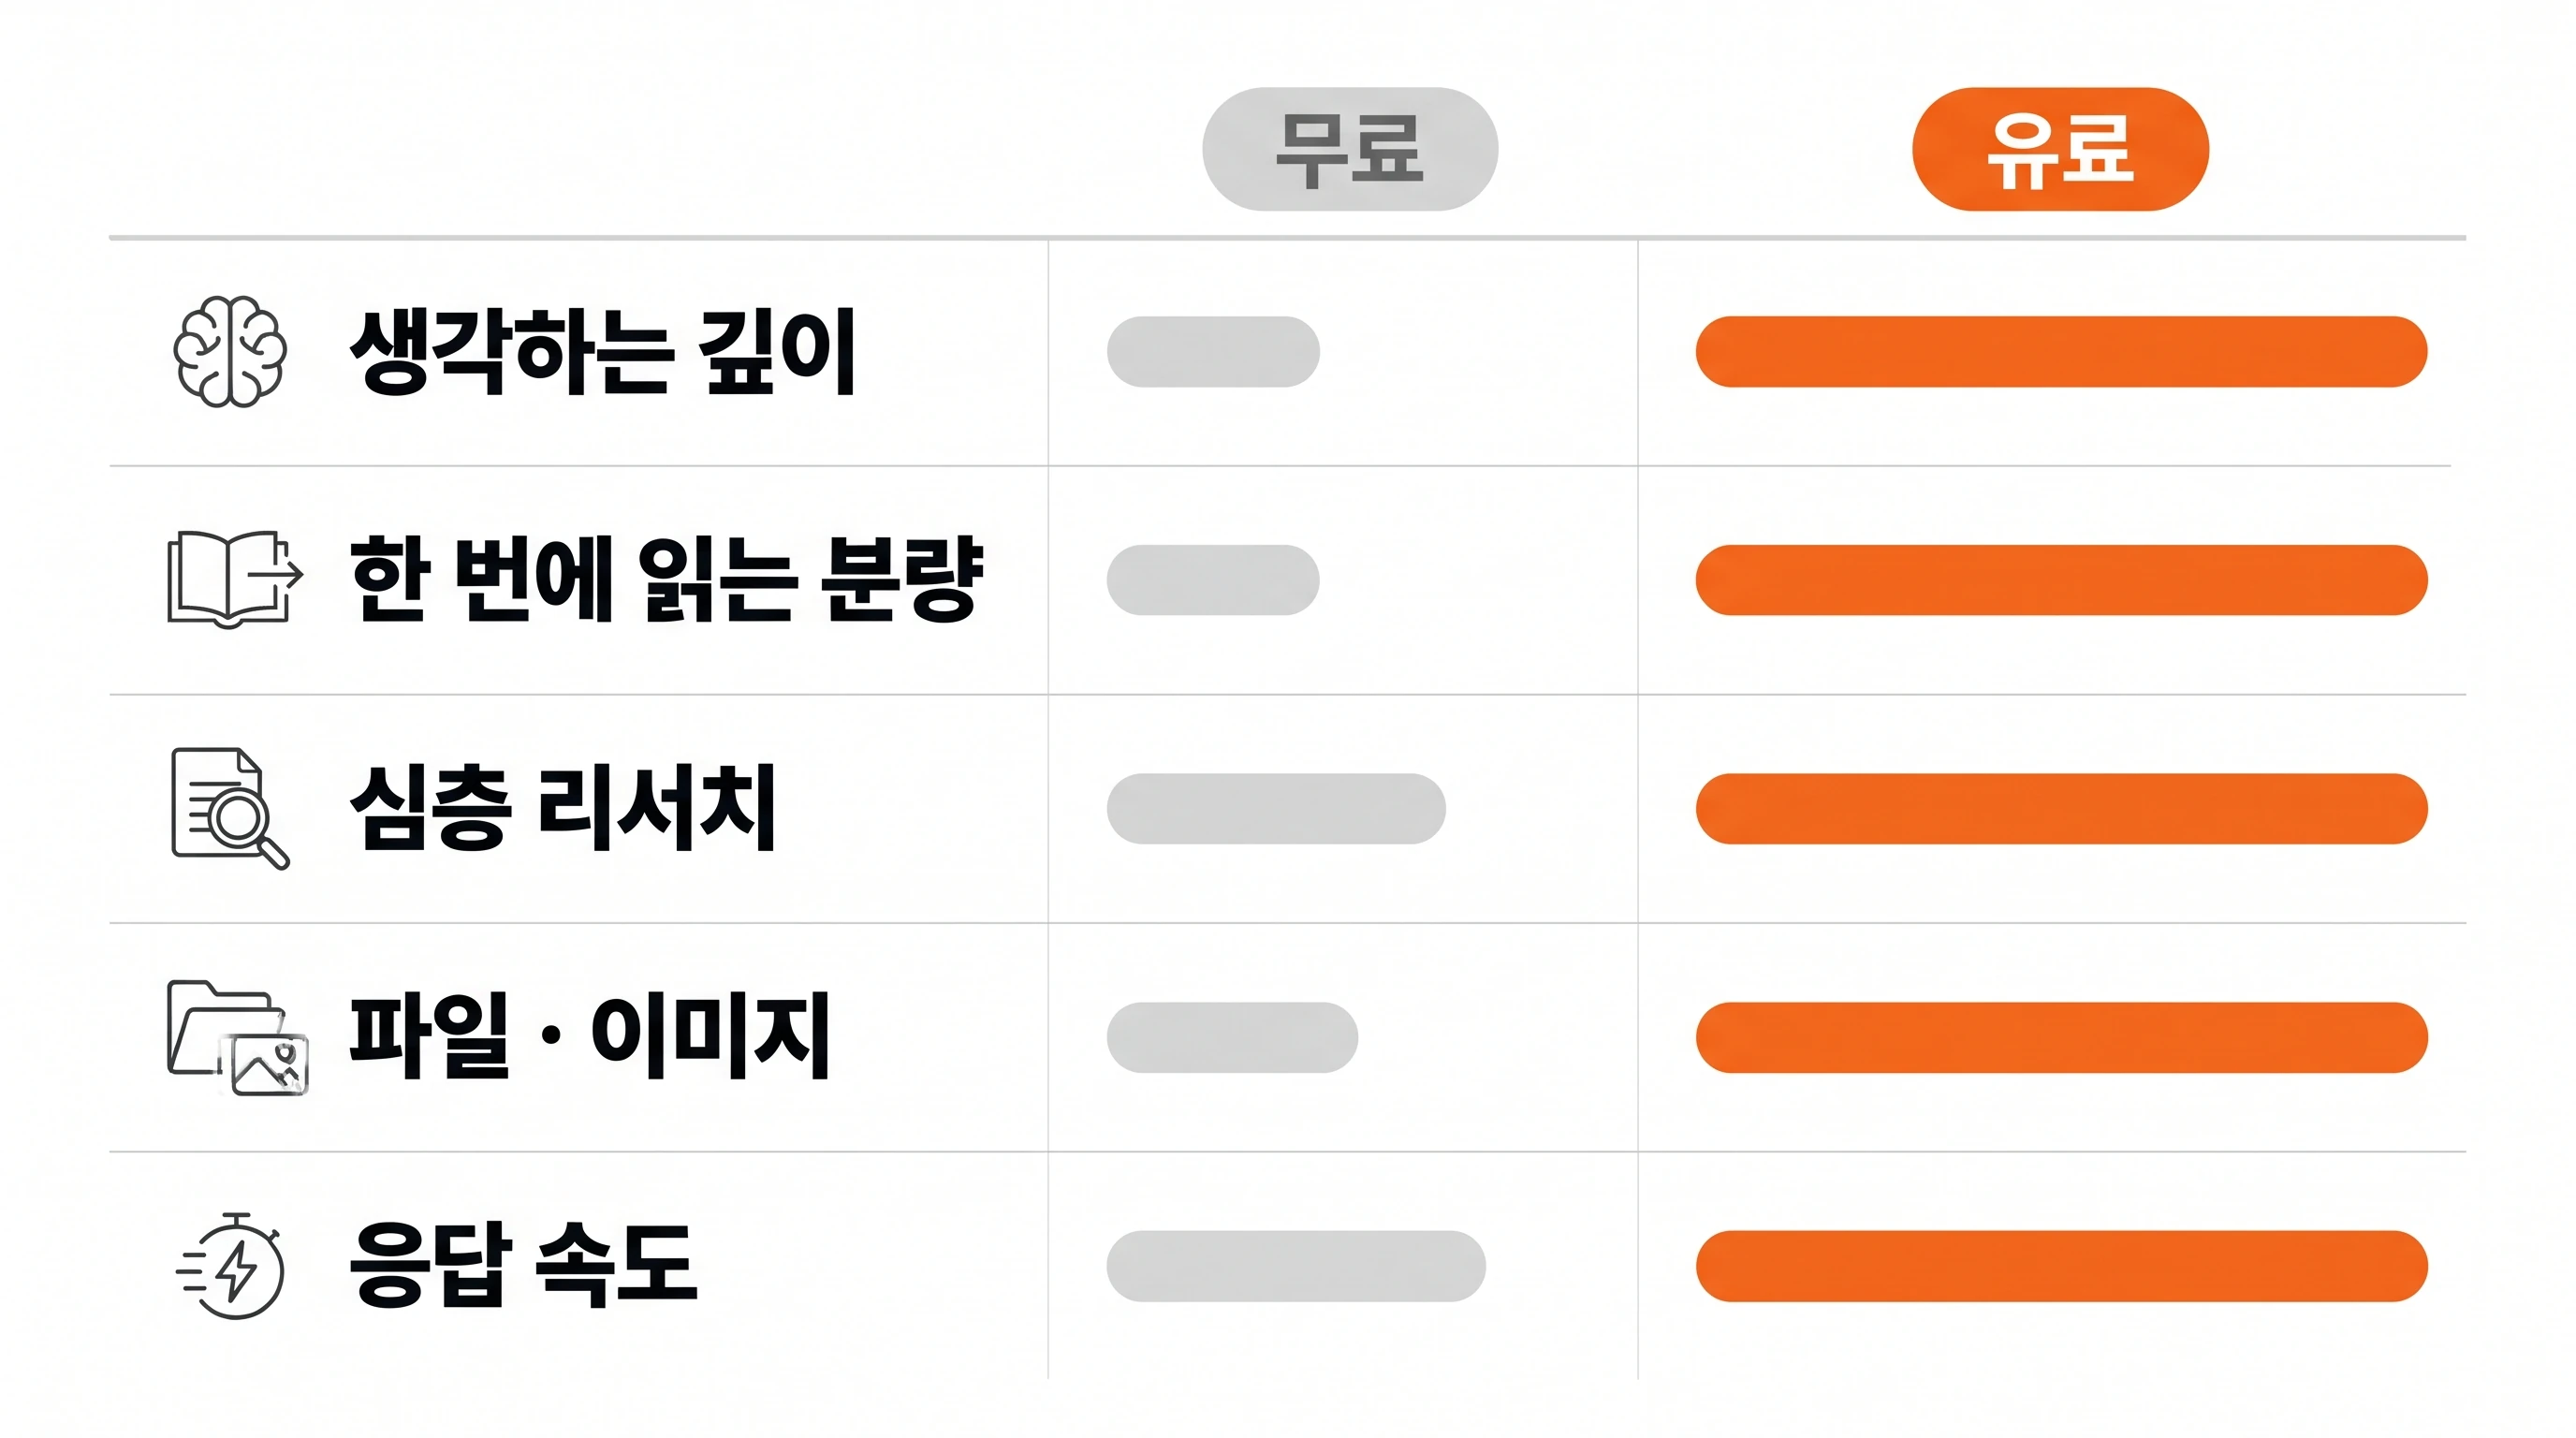 무료 유료
생각하는 깊이
한 번에 읽는 분량
심층 리서치
파일 · 이미지
응답 속도